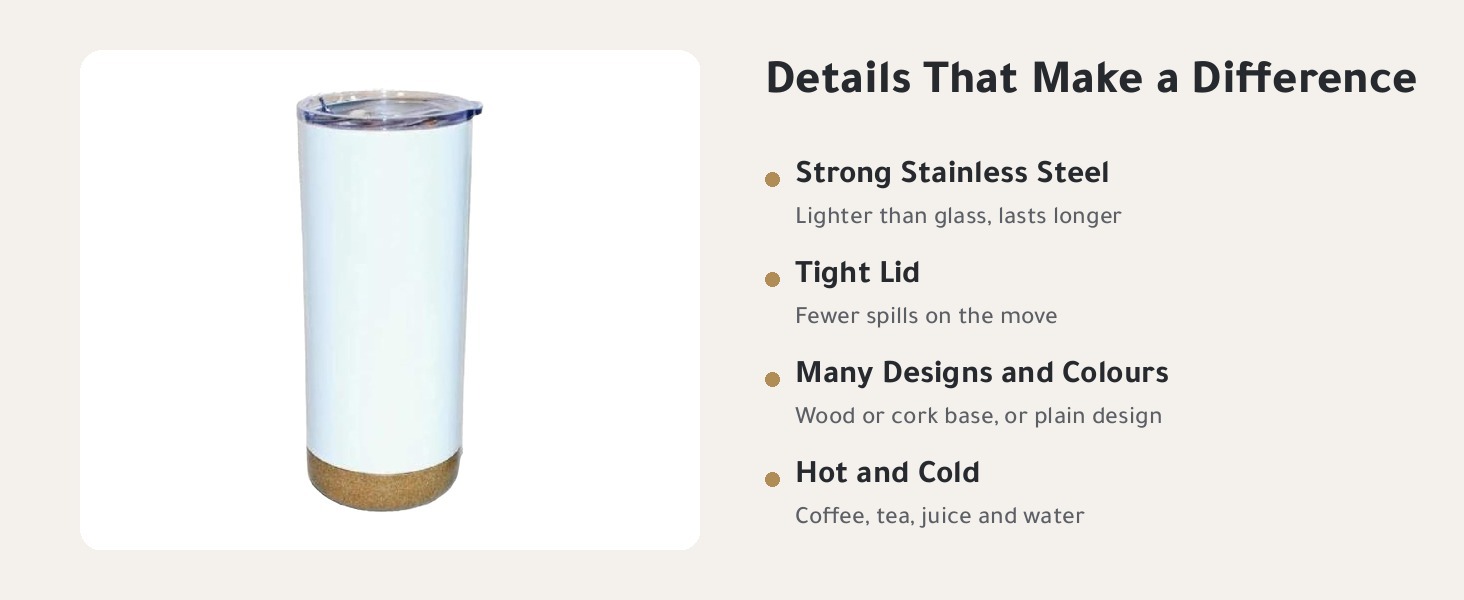 Details That Make a Difference
Strong Stainless Steel
Lighter than glass, lasts longer
Tight Lid
Fewer spills on the move
Many Designs and Colours
Wood or cork base, or plain design
Hot and Cold
Coffee, tea, juice and water